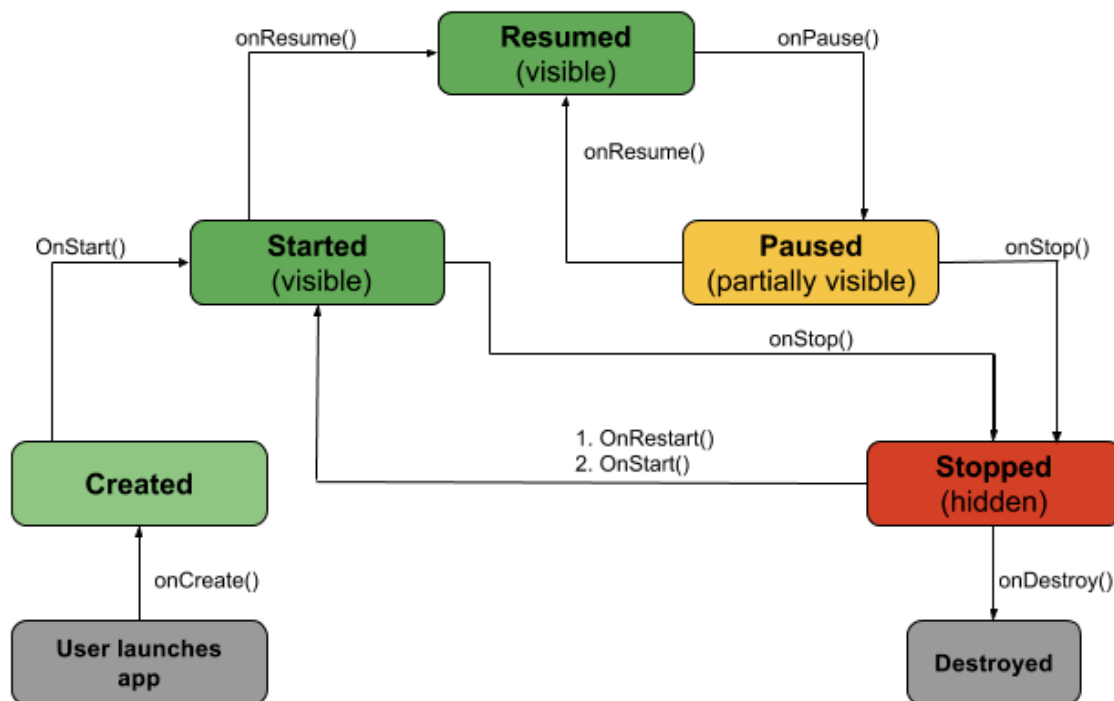 Resumed
(visible)
onResume()
onPause()
onResume()
Started
(visible)
Paused
(partially visible)
OnStart()
onStop()
onStop()
1. OnRestart()
2. OnStart()
Created
Stopped
(hidden)
onCreate()
onDestroy()
User launches
app
Destroyed